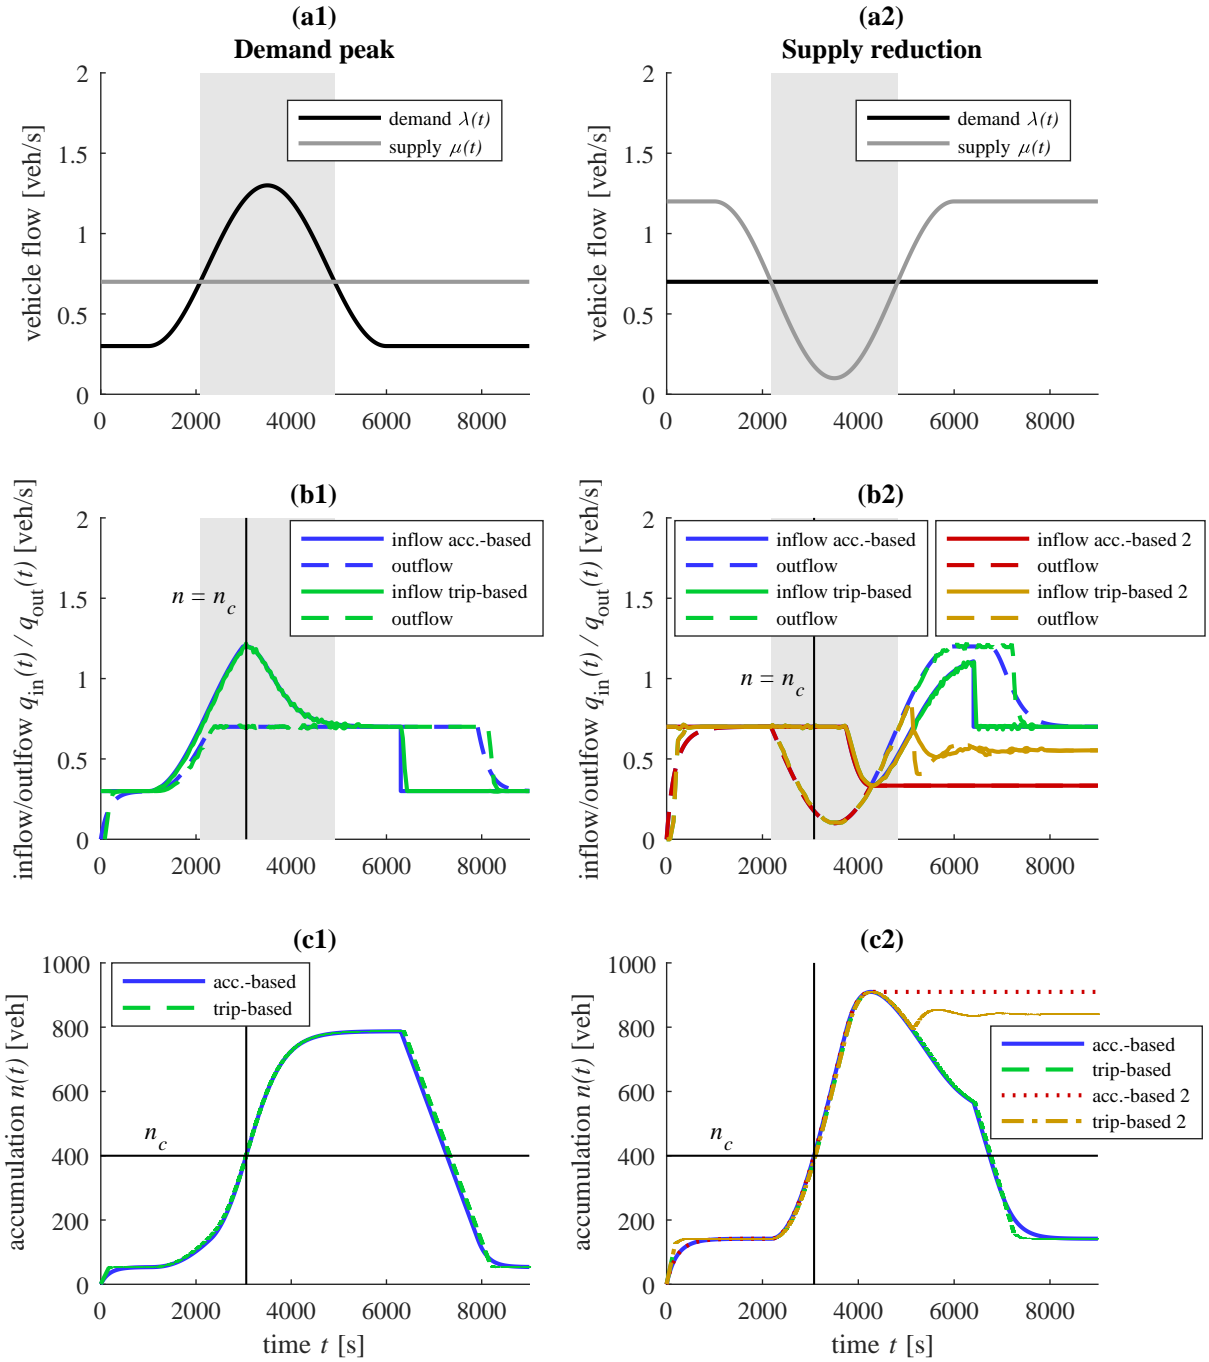 (a1)
Demand peak
vehicle flow [veh/s]
2
1.5
1
0.5
0
demand λ(t)
supply μ(t)
0 2000 4000 6000 8000
(a2)
Supply reduction
vehicle flow [veh/s]
2
1.5
1
0.5
0
demand λ(t)
supply μ(t)
0 2000 4000 6000 8000
(b1)
inflow/outlfow q_in(t) / q_out(t) [veh/s]
2
1.5
1
0.5
0
inflow acc.-based
outflow
inflow trip-based
outflow
n = n_c
0 2000 4000 6000 8000
(b2)
inflow/outlfow q_in(t) / q_out(t) [veh/s]
2
1.5
1
0.5
0
inflow acc.-based
outflow
inflow trip-based
outflow
inflow acc.-based 2
outflow
inflow trip-based 2
outflow
n = n_c
0 2000 4000 6000 8000
(c1)
accumulation n(t) [veh]
1000
800
600
400
200
0
acc.-based
trip-based
n_c
0 2000 4000 6000 8000
time t [s]
(c2)
accumulation n(t) [veh]
1000
800
600
400
200
0
acc.-based
trip-based
acc.-based 2
trip-based 2
n_c
0 2000 4000 6000 8000
time t [s]